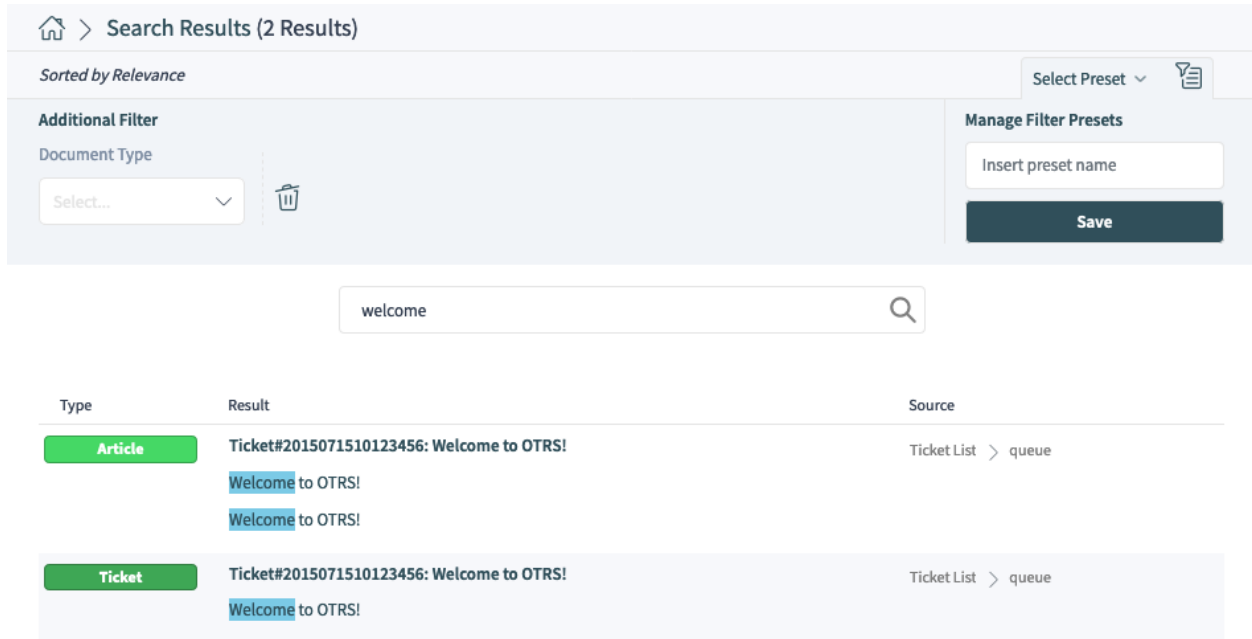 Search Results (2 Results)
Sorted by Relevance
Select Preset
Additional Filter
Manage Filter Presets
Document Type
Insert preset name
Select...
Save
welcome
Type Result Source
Article Ticket#2015071510123456: Welcome to OTRS! Ticket List queue
Welcome to OTRS!
Welcome to OTRS!
Ticket Ticket#2015071510123456: Welcome to OTRS! Ticket List queue
Welcome to OTRS!